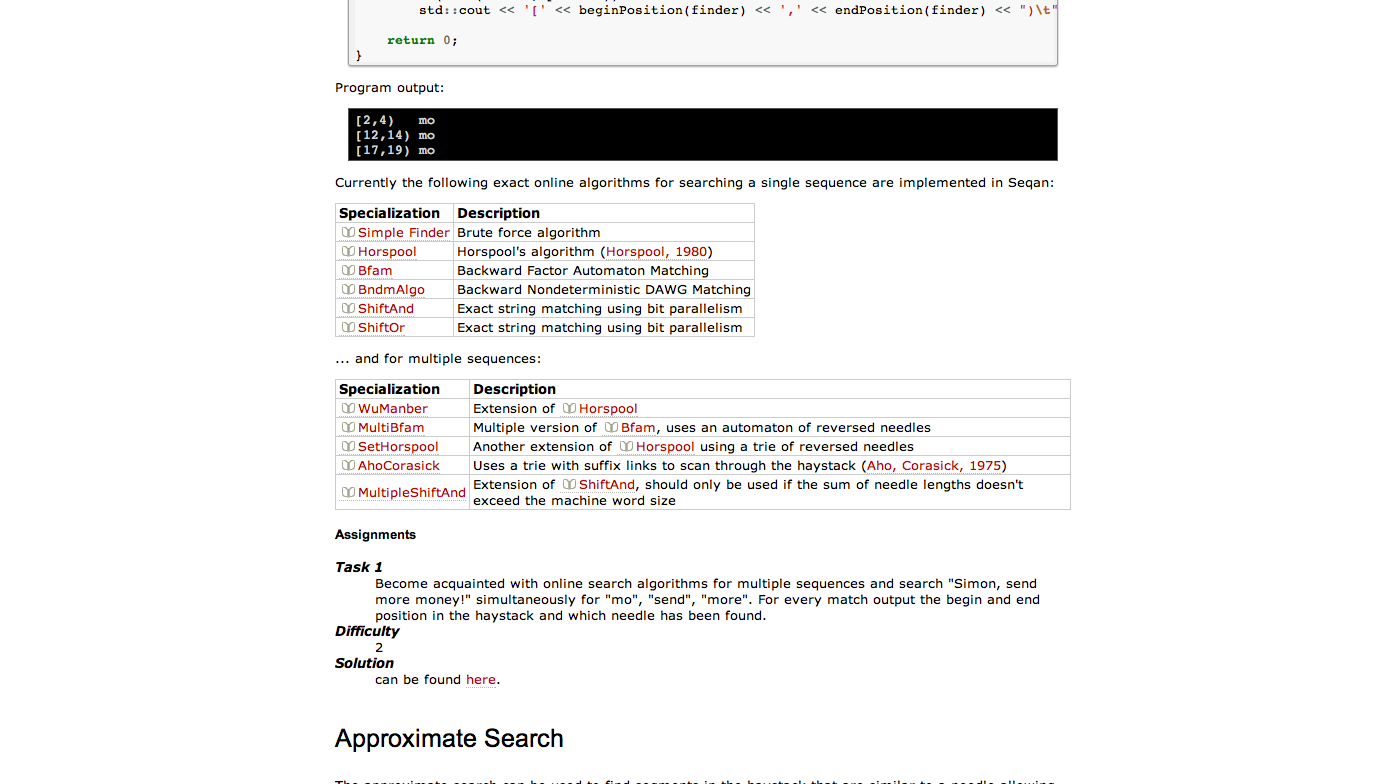 std::cout << '[' << beginPosition(finder) << ',' << endPosition(finder) << ")\t"
return 0;
}
Program output:
[2,4)   mo
[12,14) mo
[17,19) mo
Currently the following exact online algorithms for searching a single sequence are implemented in Seqan:
Specialization Description
Simple Finder Brute force algorithm
Horspool Horspool's algorithm (Horspool, 1980)
Bfam Backward Factor Automaton Matching
BndmAlgo Backward Nondeterministic DAWG Matching
ShiftAnd Exact string matching using bit parallelism
ShiftOr Exact string matching using bit parallelism
... and for multiple sequences:
Specialization Description
WuManber Extension of Horspool
MultiBfam Multiple version of Bfam, uses an automaton of reversed needles
SetHorspool Another extension of Horspool using a trie of reversed needles
AhoCorasick Uses a trie with suffix links to scan through the haystack (Aho, Corasick, 1975)
MultipleShiftAnd Extension of ShiftAnd, should only be used if the sum of needle lengths doesn't
exceed the machine word size
Assignments
Task 1
Become acquainted with online search algorithms for multiple sequences and search "Simon, send
more money!" simultaneously for "mo", "send", "more". For every match output the begin and end
position in the haystack and which needle has been found.
Difficulty
2
Solution
can be found here.
Approximate Search